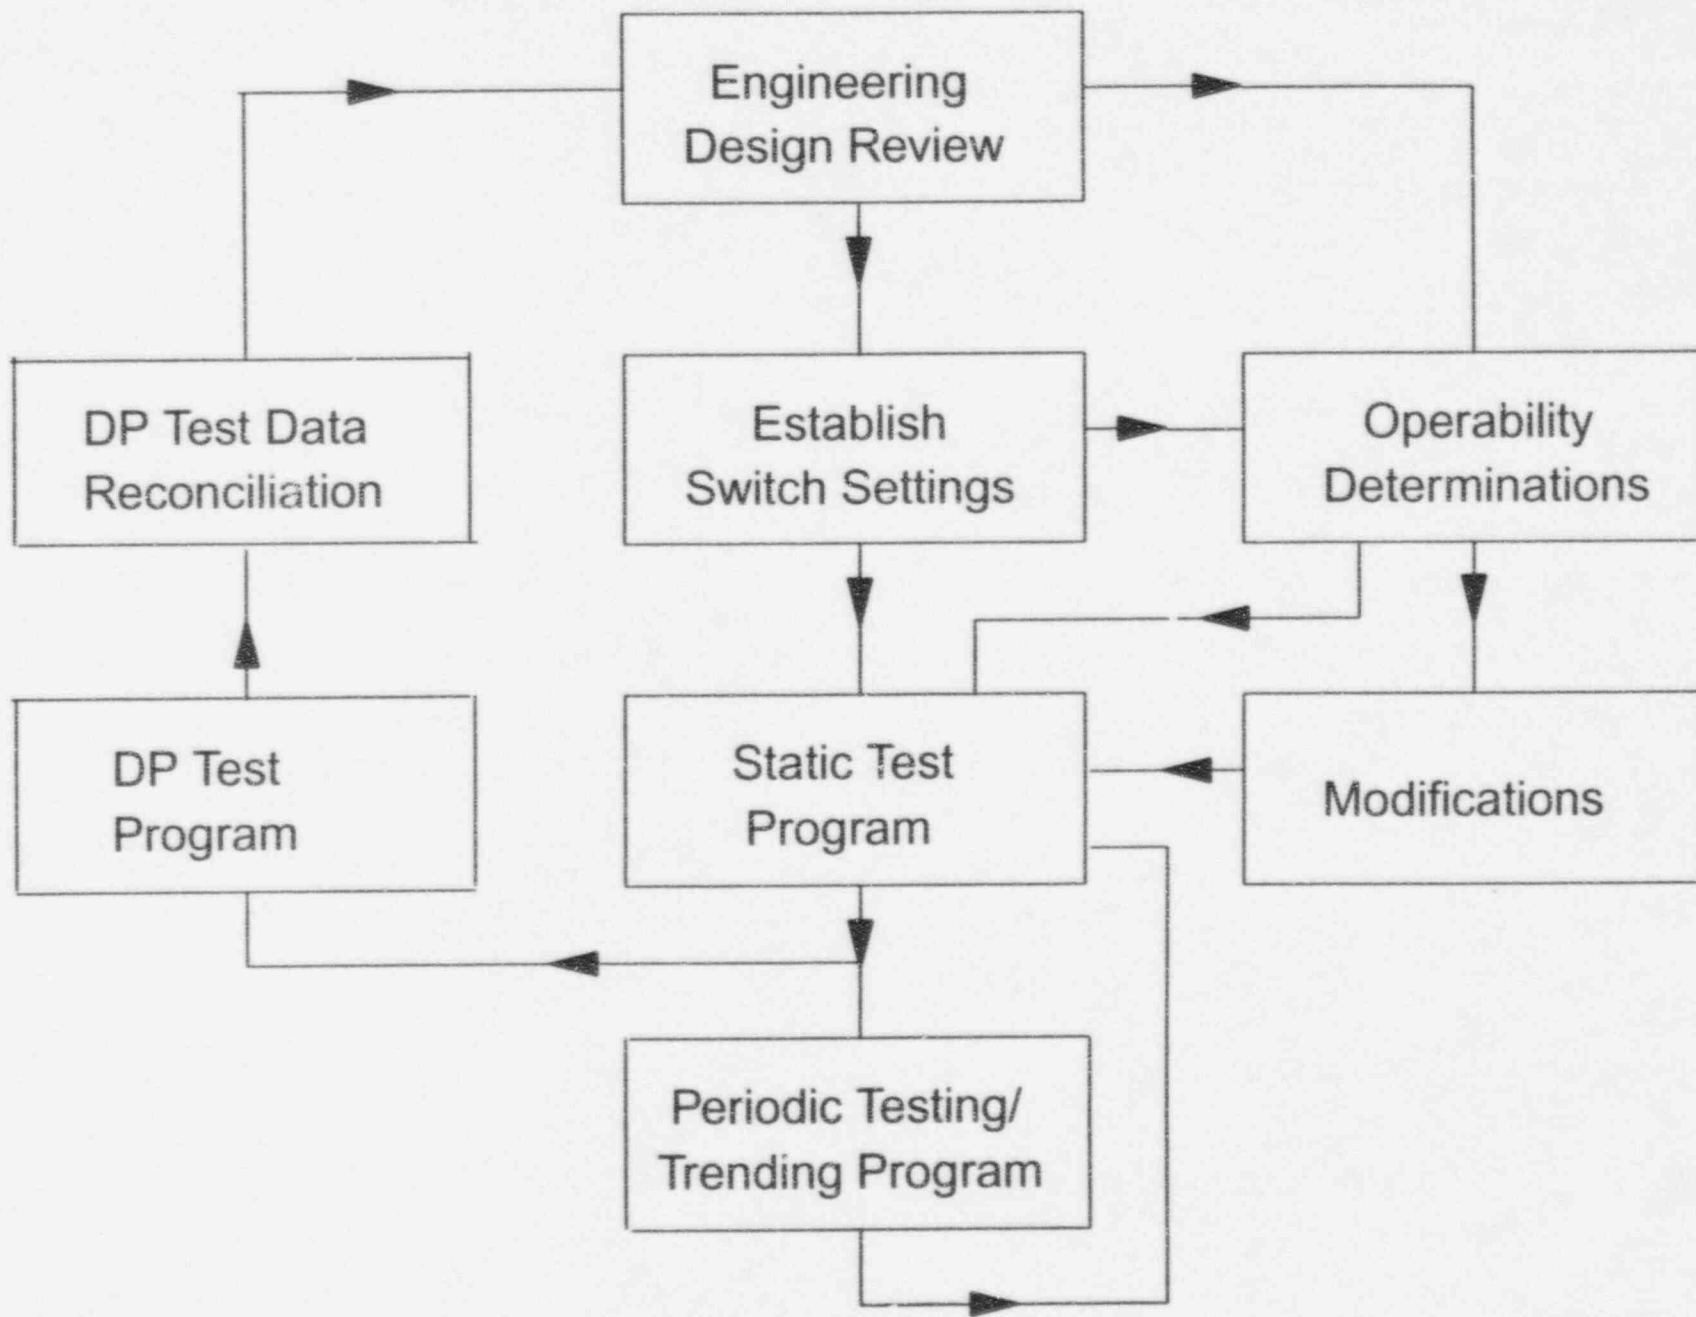 Engineering
Design Review
DP Test Data
Reconciliation
Establish
Switch Settings
Operability
Determinations
DP Test
Program
Static Test
Program
Modifications
Periodic Testing/
Trending Program